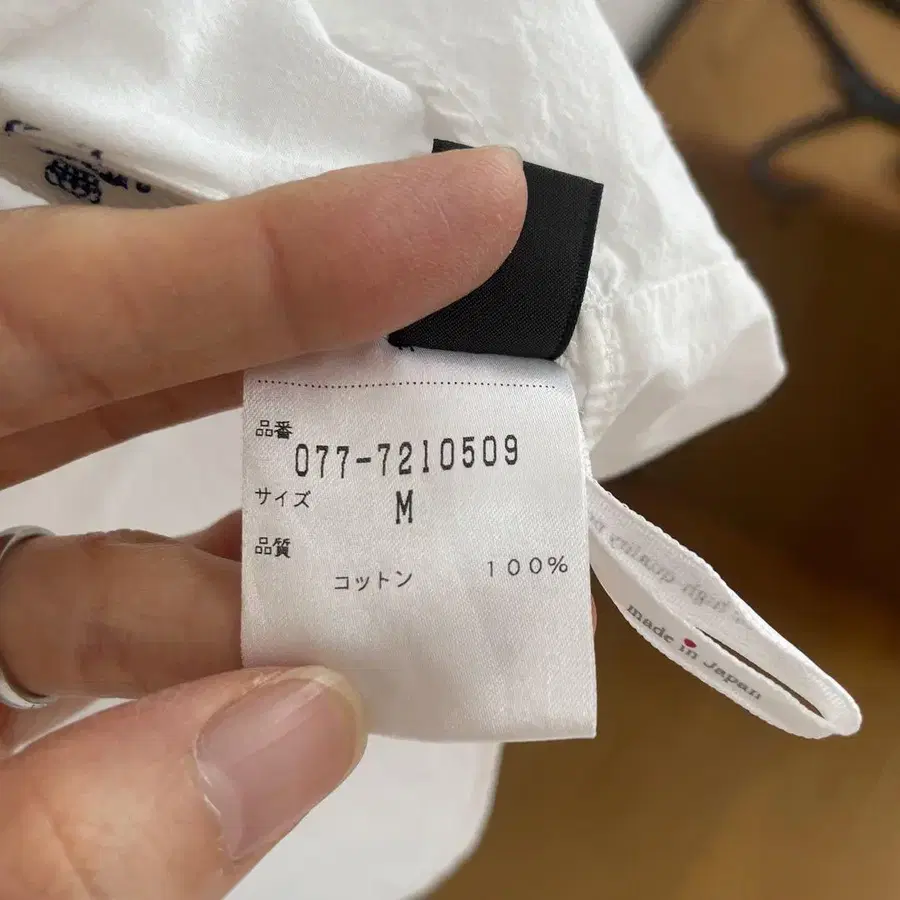 品番
077-7210509
サイズ M
品質
コットン 100%
made in Japan